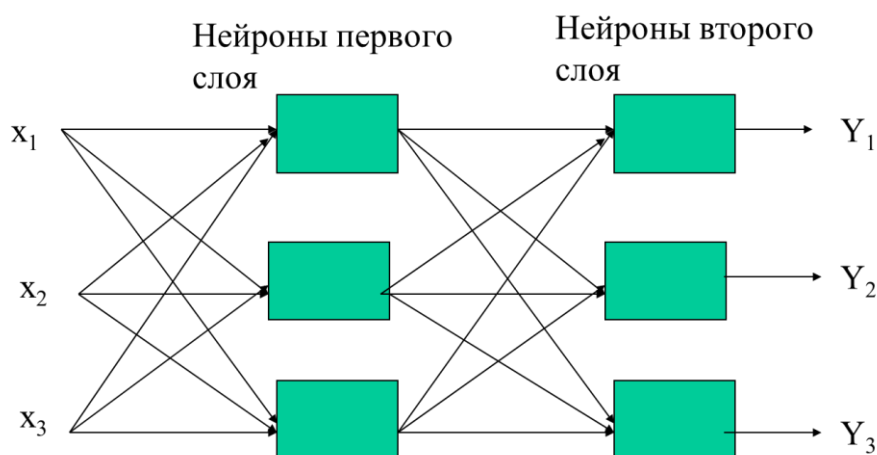 Нейроны первого
слоя
Нейроны второго
слоя
x₁
Y₁
x₂
Y₂
x₃
Y₃